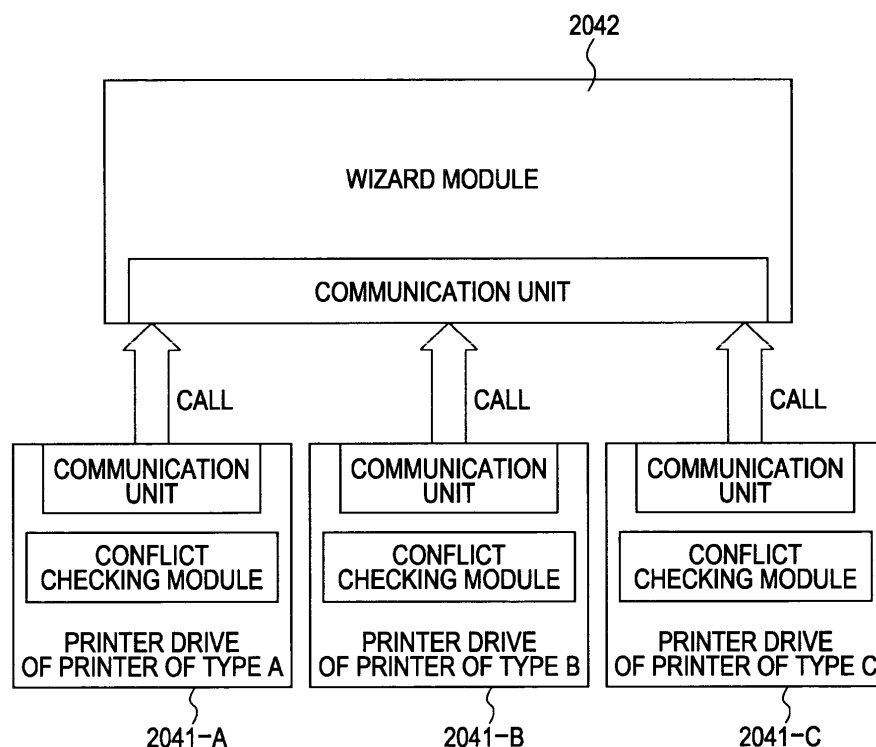 2042
WIZARD MODULE
COMMUNICATION UNIT
CALL
CALL
CALL
COMMUNICATION
UNIT
CONFLICT
CHECKING MODULE
PRINTER DRIVE
OF PRINTER OF TYPE A
2041-A
COMMUNICATION
UNIT
CONFLICT
CHECKING MODULE
PRINTER DRIVE
OF PRINTER OF TYPE B
2041-B
COMMUNICATION
UNIT
CONFLICT
CHECKING MODULE
PRINTER DRIVE
OF PRINTER OF TYPE C
2041-C